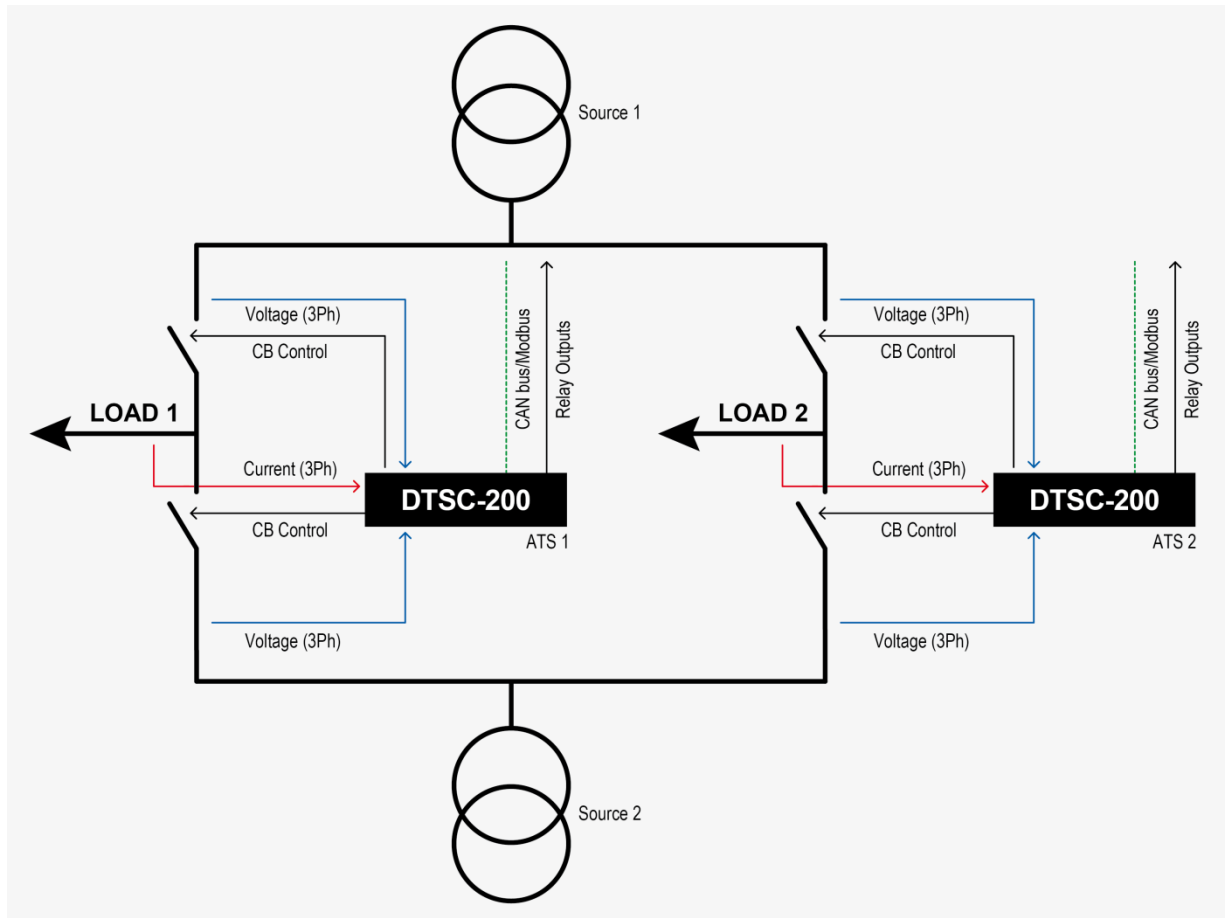 Source 1
Voltage (3Ph)
CB Control
CAN bus/Modbus
Relay Outputs
LOAD 1
Current (3Ph)
DTSC-200
CB Control
ATS 1
Voltage (3Ph)
Voltage (3Ph)
CB Control
CAN bus/Modbus
Relay Outputs
LOAD 2
Current (3Ph)
DTSC-200
CB Control
ATS 2
Voltage (3Ph)
Source 2